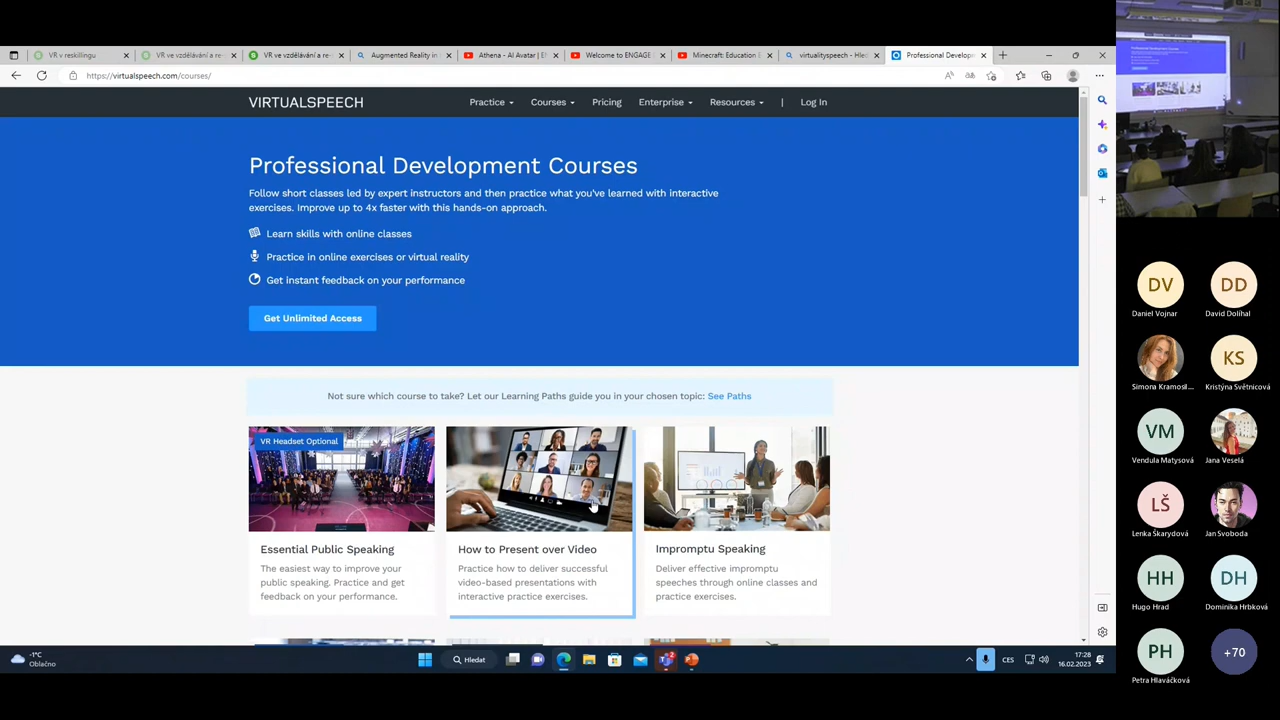 VR v reskillingu
VR ve vzdělávání a re
VR ve vzdělávání a re
Augmented Reality in
Athena - AI Avatar | E
Welcome to ENGAGE
Minecraft: Education E
virtualityspeech - Hle
Professional Develop
https://virtualspeech.com/courses/
VIRTUALSPEECH
Practice
Courses
Pricing
Enterprise
Resources
|
Log In
Professional Development Courses
Follow short classes led by expert instructors and then practice what you've learned with interactive
exercises. Improve up to 4x faster with this hands-on approach.
Learn skills with online classes
Practice in online exercises or virtual reality
Get instant feedback on your performance
Get Unlimited Access
Not sure which course to take? Let our Learning Paths guide you in your chosen topic: See Paths
VR Headset Optional
Essential Public Speaking
The easiest way to improve your
public speaking. Practice and get
feedback on your performance.
How to Present over Video
Practice how to deliver successful
video-based presentations with
interactive practice exercises.
Impromptu Speaking
Deliver effective impromptu
speeches through online classes and
practice exercises.
-1°C
Oblačno
Hledat
2
CES
17:28
16.02.2023
DV
Daniel Vojnar
DD
David Dolíhal
Simona Kramosil...
KS
Kristýna Světnicová
VM
Vendula Matysová
Jana Veselá
LŠ
Lenka Škarydová
Jan Svoboda
HH
Hugo Hrad
DH
Dominika Hrbková
PH
Petra Hlaváčková
+70